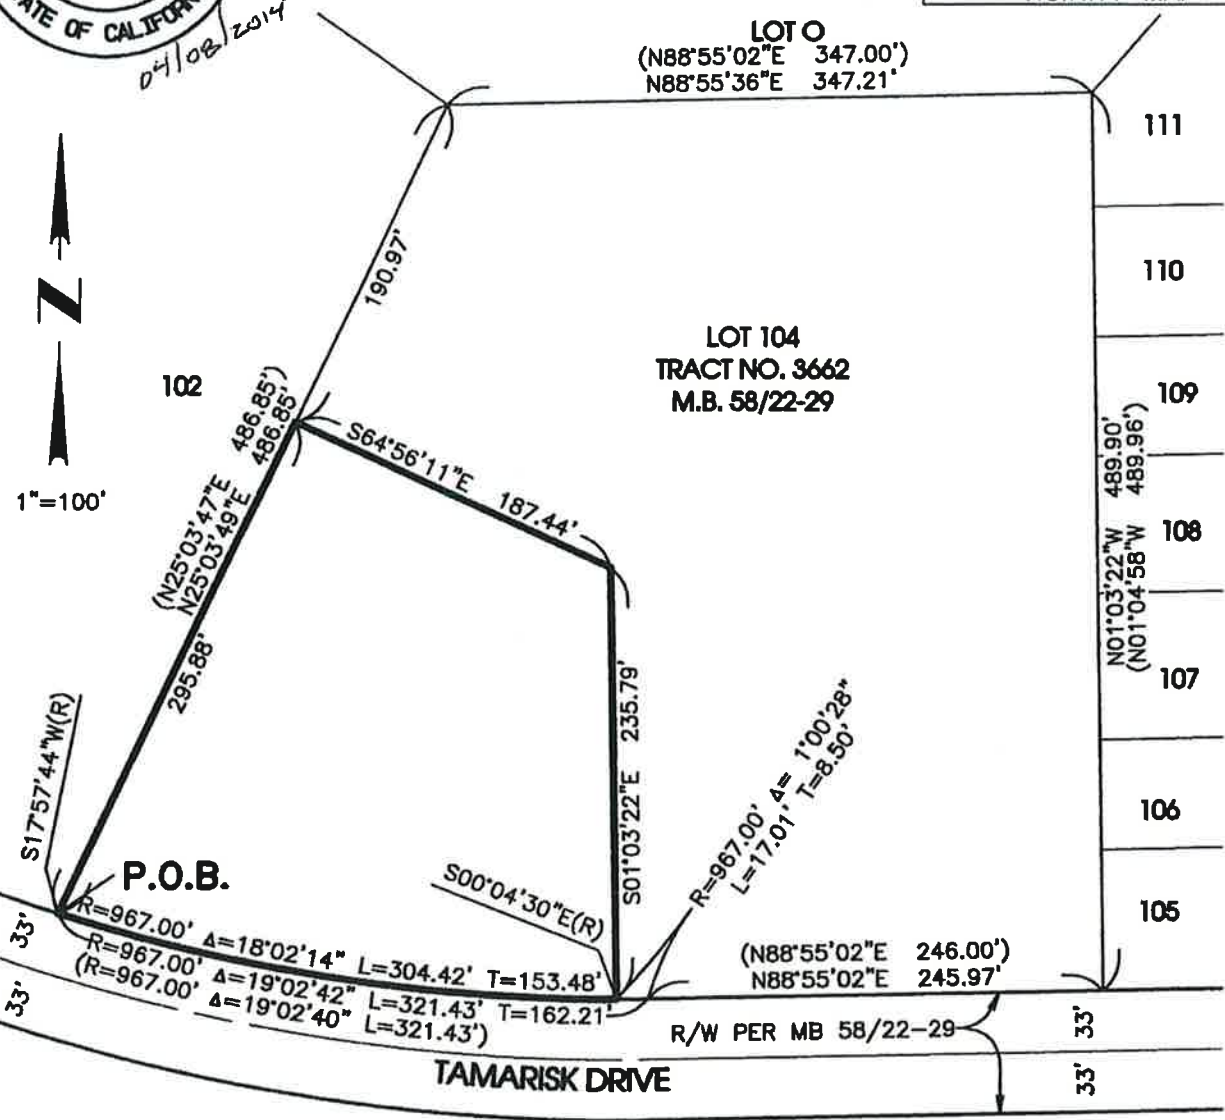 ATE OF CALIFORN
04/08/2014
LOT O
(N88°55'02"E 347.00')
N88°55'36"E 347.21'
111
110
109
108
107
106
105
190.97'
Z
1"=100'
102
LOT 104
TRACT NO. 3662
M.B. 58/22-29
(N25°03'47"E 486.85')
N25°03'49"E 486.85'
S64°56'11"E 187.44'
295.88'
S01°03'22"E 235.79'
N01°03'22"W 489.90'
(N01°04'58"W 489.96')
S17°57'44"W(R)
P.O.B.
S00°04'30"E(R)
R=967.00' Δ= 1°00'28"
L=17.01' T=8.50'
R=967.00' Δ=18°02'14" L=304.42' T=153.48'
R=967.00' Δ=19°02'42" L=321.43' T=162.21'
(R=967.00' Δ=19°02'40" L=321.43')
(N88°55'02"E 246.00')
N88°55'02"E 245.97'
33'
33'
R/W PER MB 58/22-29
33'
33'
TAMARISK DRIVE